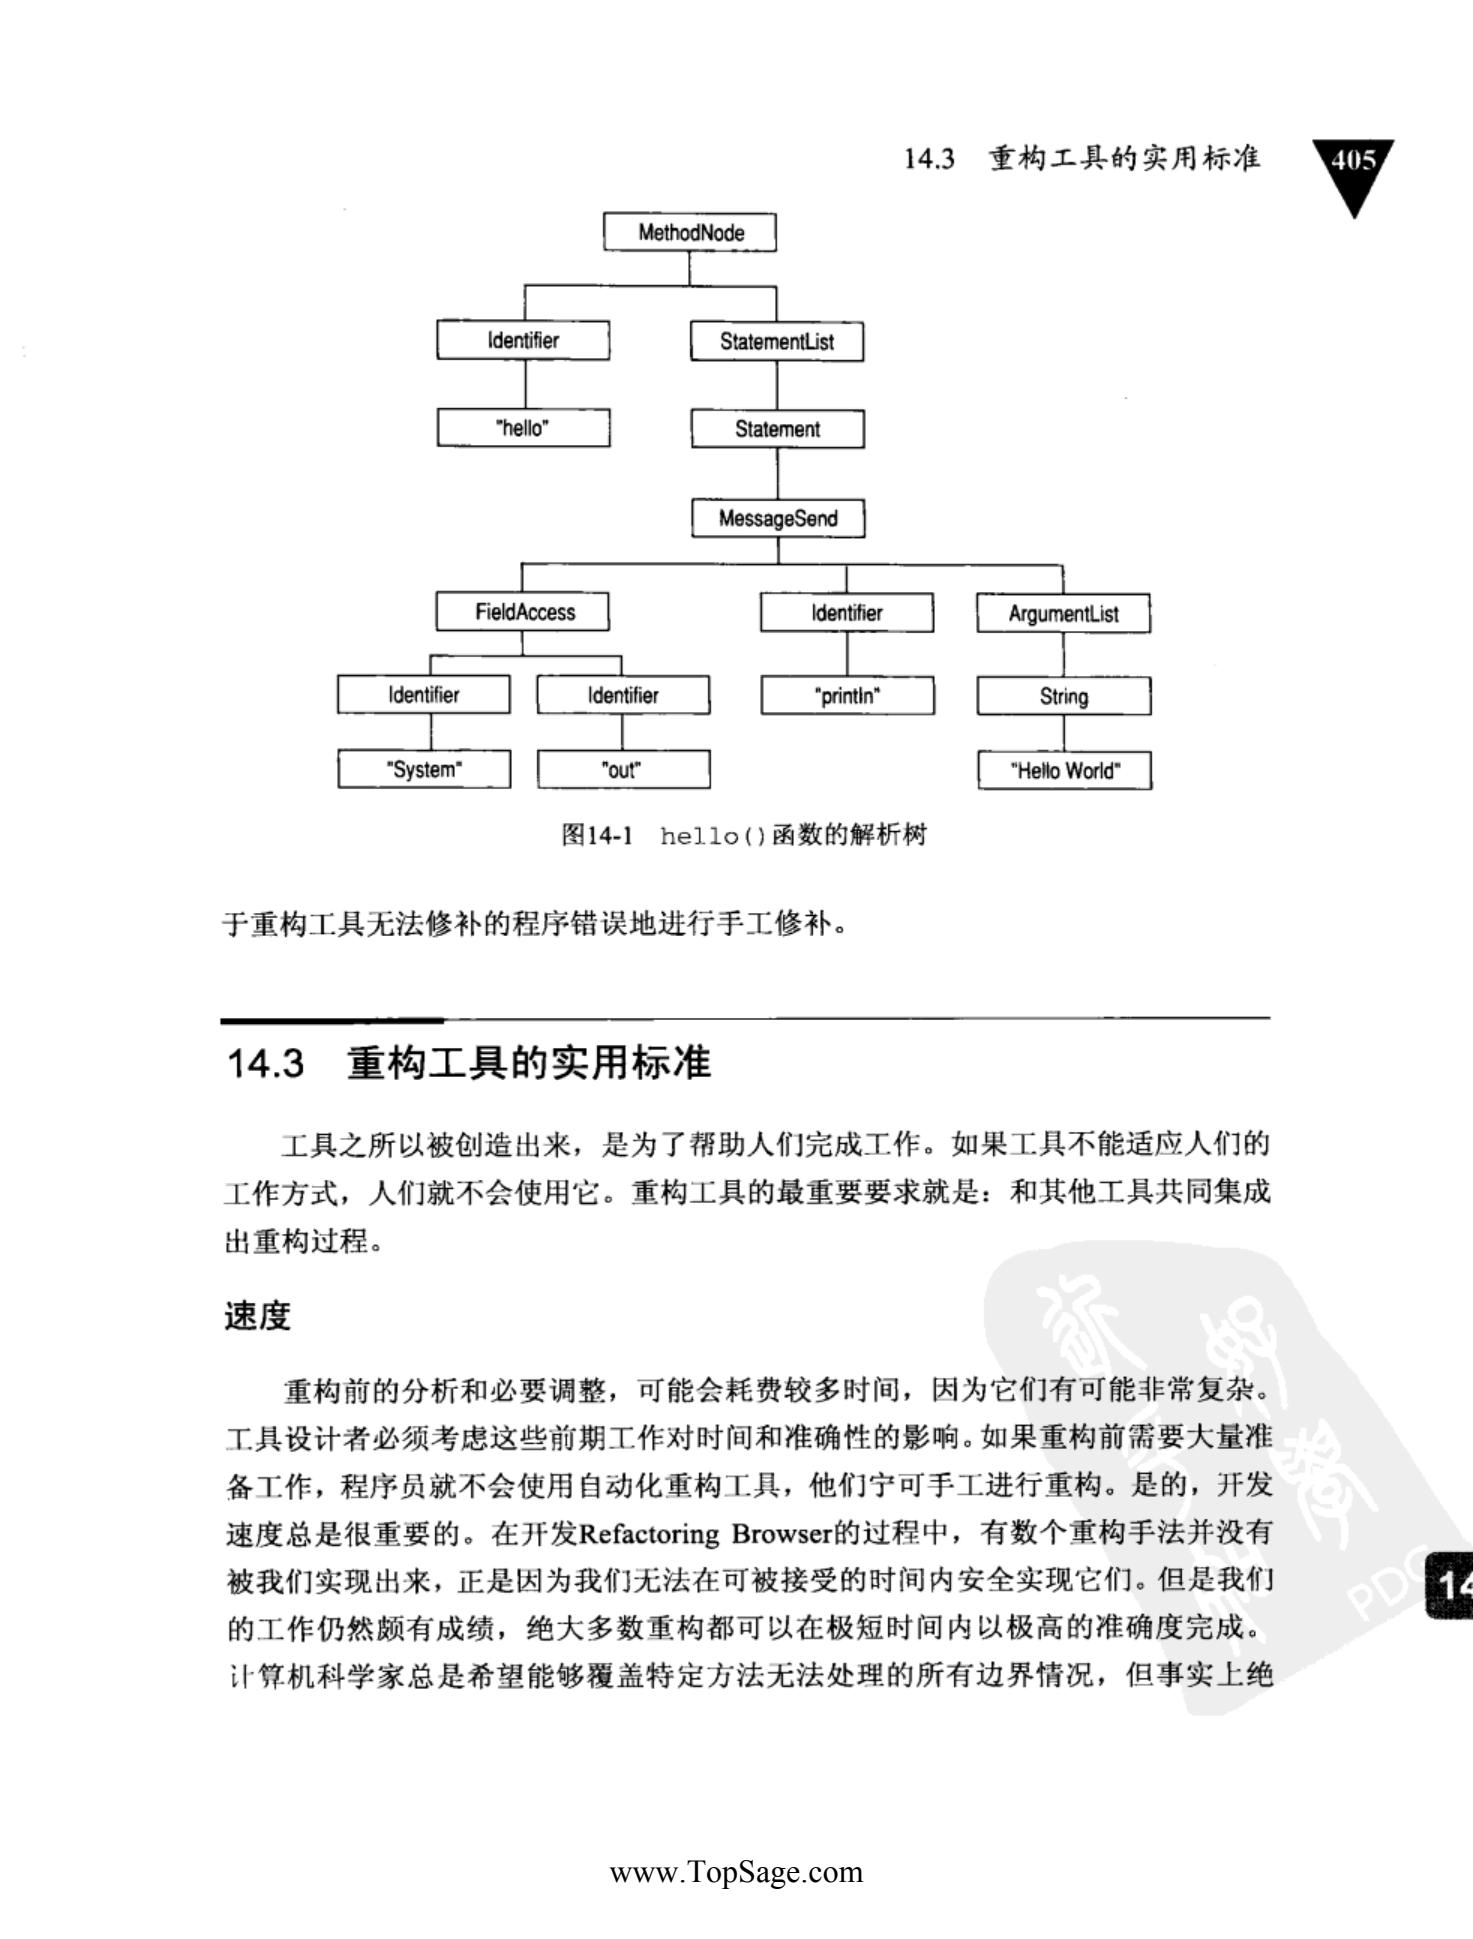 14.3 重构工具的实用标准
405
MethodNode
Identifier StatementList
"hello" Statement
MessageSend
FieldAccess Identifier ArgumentList
Identifier Identifier "println" String
"System" "out" "Hello World"
图14-1 hello()函数的解析树
于重构工具无法修补的程序错误地进行手工修补。
14.3 重构工具的实用标准
工具之所以被创造出来，是为了帮助人们完成工作。如果工具不能适应人们的
工作方式，人们就不会使用它。重构工具的最重要要求就是：和其他工具共同集成
出重构过程。
速度
重构前的分析和必要调整，可能会耗费较多时间，因为它们有可能非常复杂。
工具设计者必须考虑这些前期工作对时间和准确性的影响。如果重构前需要大量准
备工作，程序员就不会使用自动化重构工具，他们宁可手工进行重构。是的，开发
速度总是很重要的。在开发Refactoring Browser的过程中，有数个重构手法并没有
被我们实现出来，正是因为我们无法在可被接受的时间内安全实现它们。但是我们
的工作仍然颇有成绩，绝大多数重构都可以在极短时间内以极高的准确度完成。
计算机科学家总是希望能够覆盖特定方法无法处理的所有边界情况，但事实上绝
14
www.TopSage.com